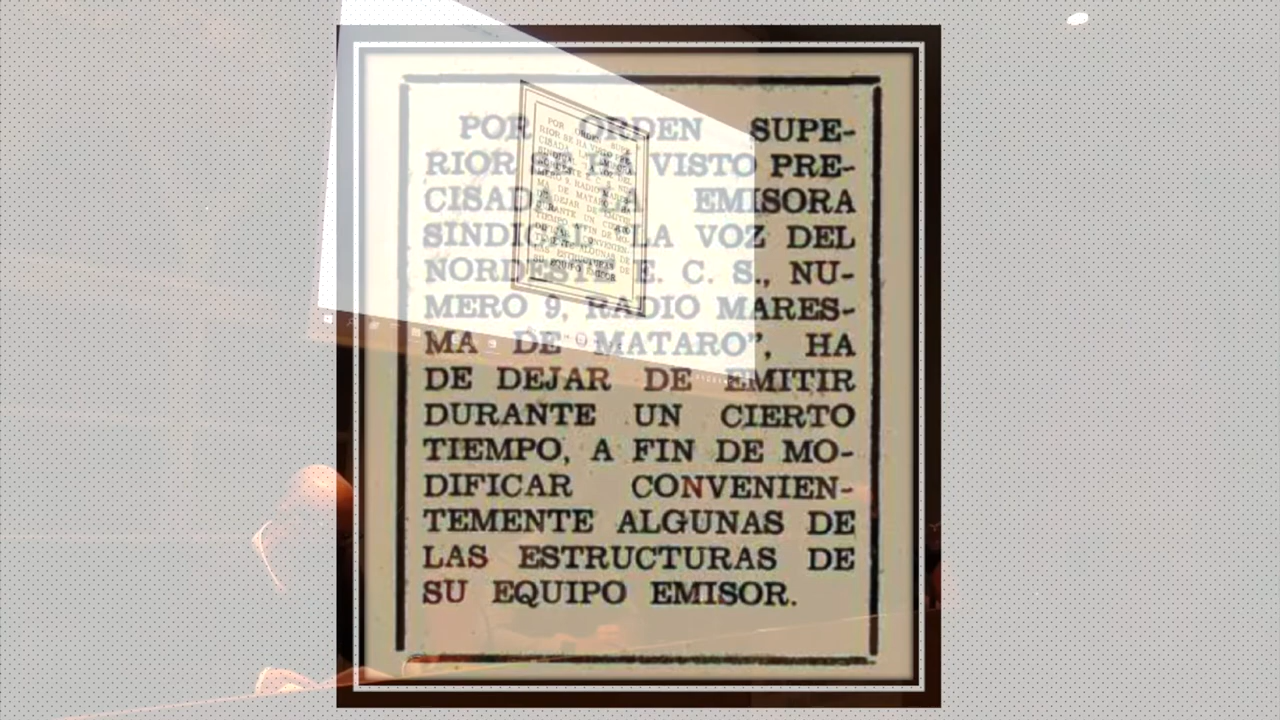 POR ORDEN SUPE-
RIOR SE HA VISTO PRE-
CISADA LA EMISORA
SINDICAL "LA VOZ DEL
NORDESTE E. C. S., NU-
MERO 9, RADIO MARES-
MA DE MATARO", HA
DE DEJAR DE EMITIR
DURANTE UN CIERTO
TIEMPO, A FIN DE MO-
DIFICAR CONVENIEN-
TEMENTE ALGUNAS DE
LAS ESTRUCTURAS DE
SU EQUIPO EMISOR.